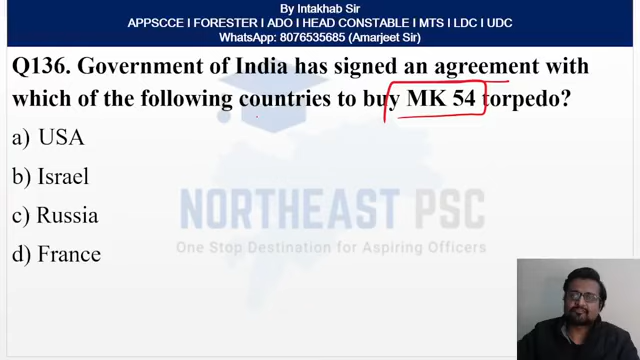 By Intakhab Sir
APPSCCE I FORESTER I ADO I HEAD CONSTABLE I MTS I LDC I UDC
WhatsApp: 8076535685 (Amarjeet Sir)
Q136. Government of India has signed an agreement with
which of the following countries to buy MK 54 torpedo?
a) USA
b) Israel
c) Russia
d) France
NORTHEAST PSC
One Stop Destination for Aspiring Officers